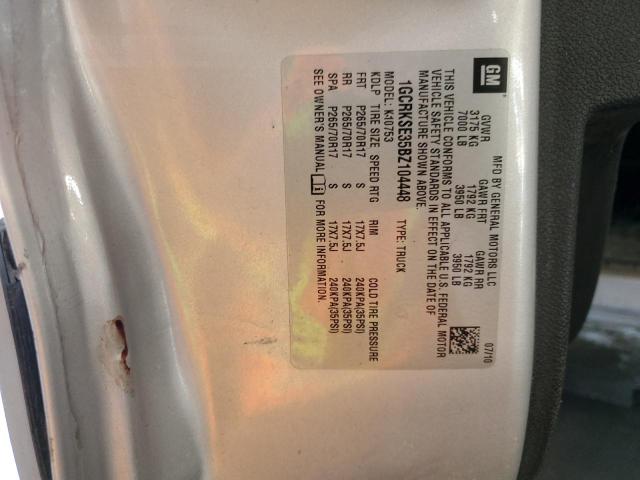 GM
MFD BY GENERAL MOTORS LLC
07/10
GVWR GAWR FRT GAWR RR
3175 KG 1792 KG 1792 KG
7000 LB 3950 LB 3950 LB
THIS VEHICLE CONFORMS TO ALL APPLICABLE U.S. FEDERAL MOTOR
VEHICLE SAFETY STANDARDS IN EFFECT ON THE DATE OF
MANUFACTURE SHOWN ABOVE.
1GCRKSE35BZ104448 TYPE: TRUCK
MODEL: K10753
KDLP TIRE SIZE SPEED RTG RIM COLD TIRE PRESSURE
FRT P265/70R17 S 17X7.5J 240KPA(35PSI)
RR P265/70R17 S 17X7.5J 240KPA(35PSI)
SPA P265/70R17 S 17X7.5J 240KPA(35PSI)
SEE OWNER'S MANUAL FOR MORE INFORMATION.